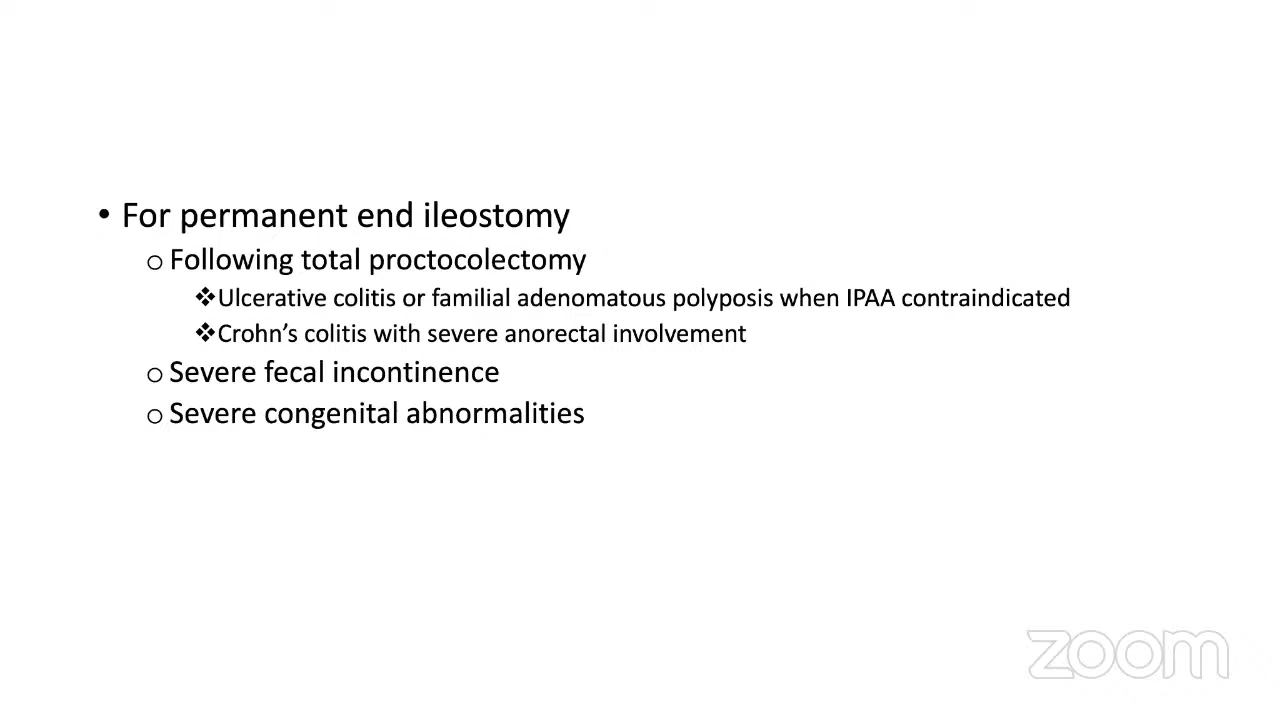 • For permanent end ileostomy
o Following total proctocolectomy
❖Ulcerative colitis or familial adenomatous polyposis when IPAA contraindicated
❖Crohn’s colitis with severe anorectal involvement
o Severe fecal incontinence
o Severe congenital abnormalities
zoom